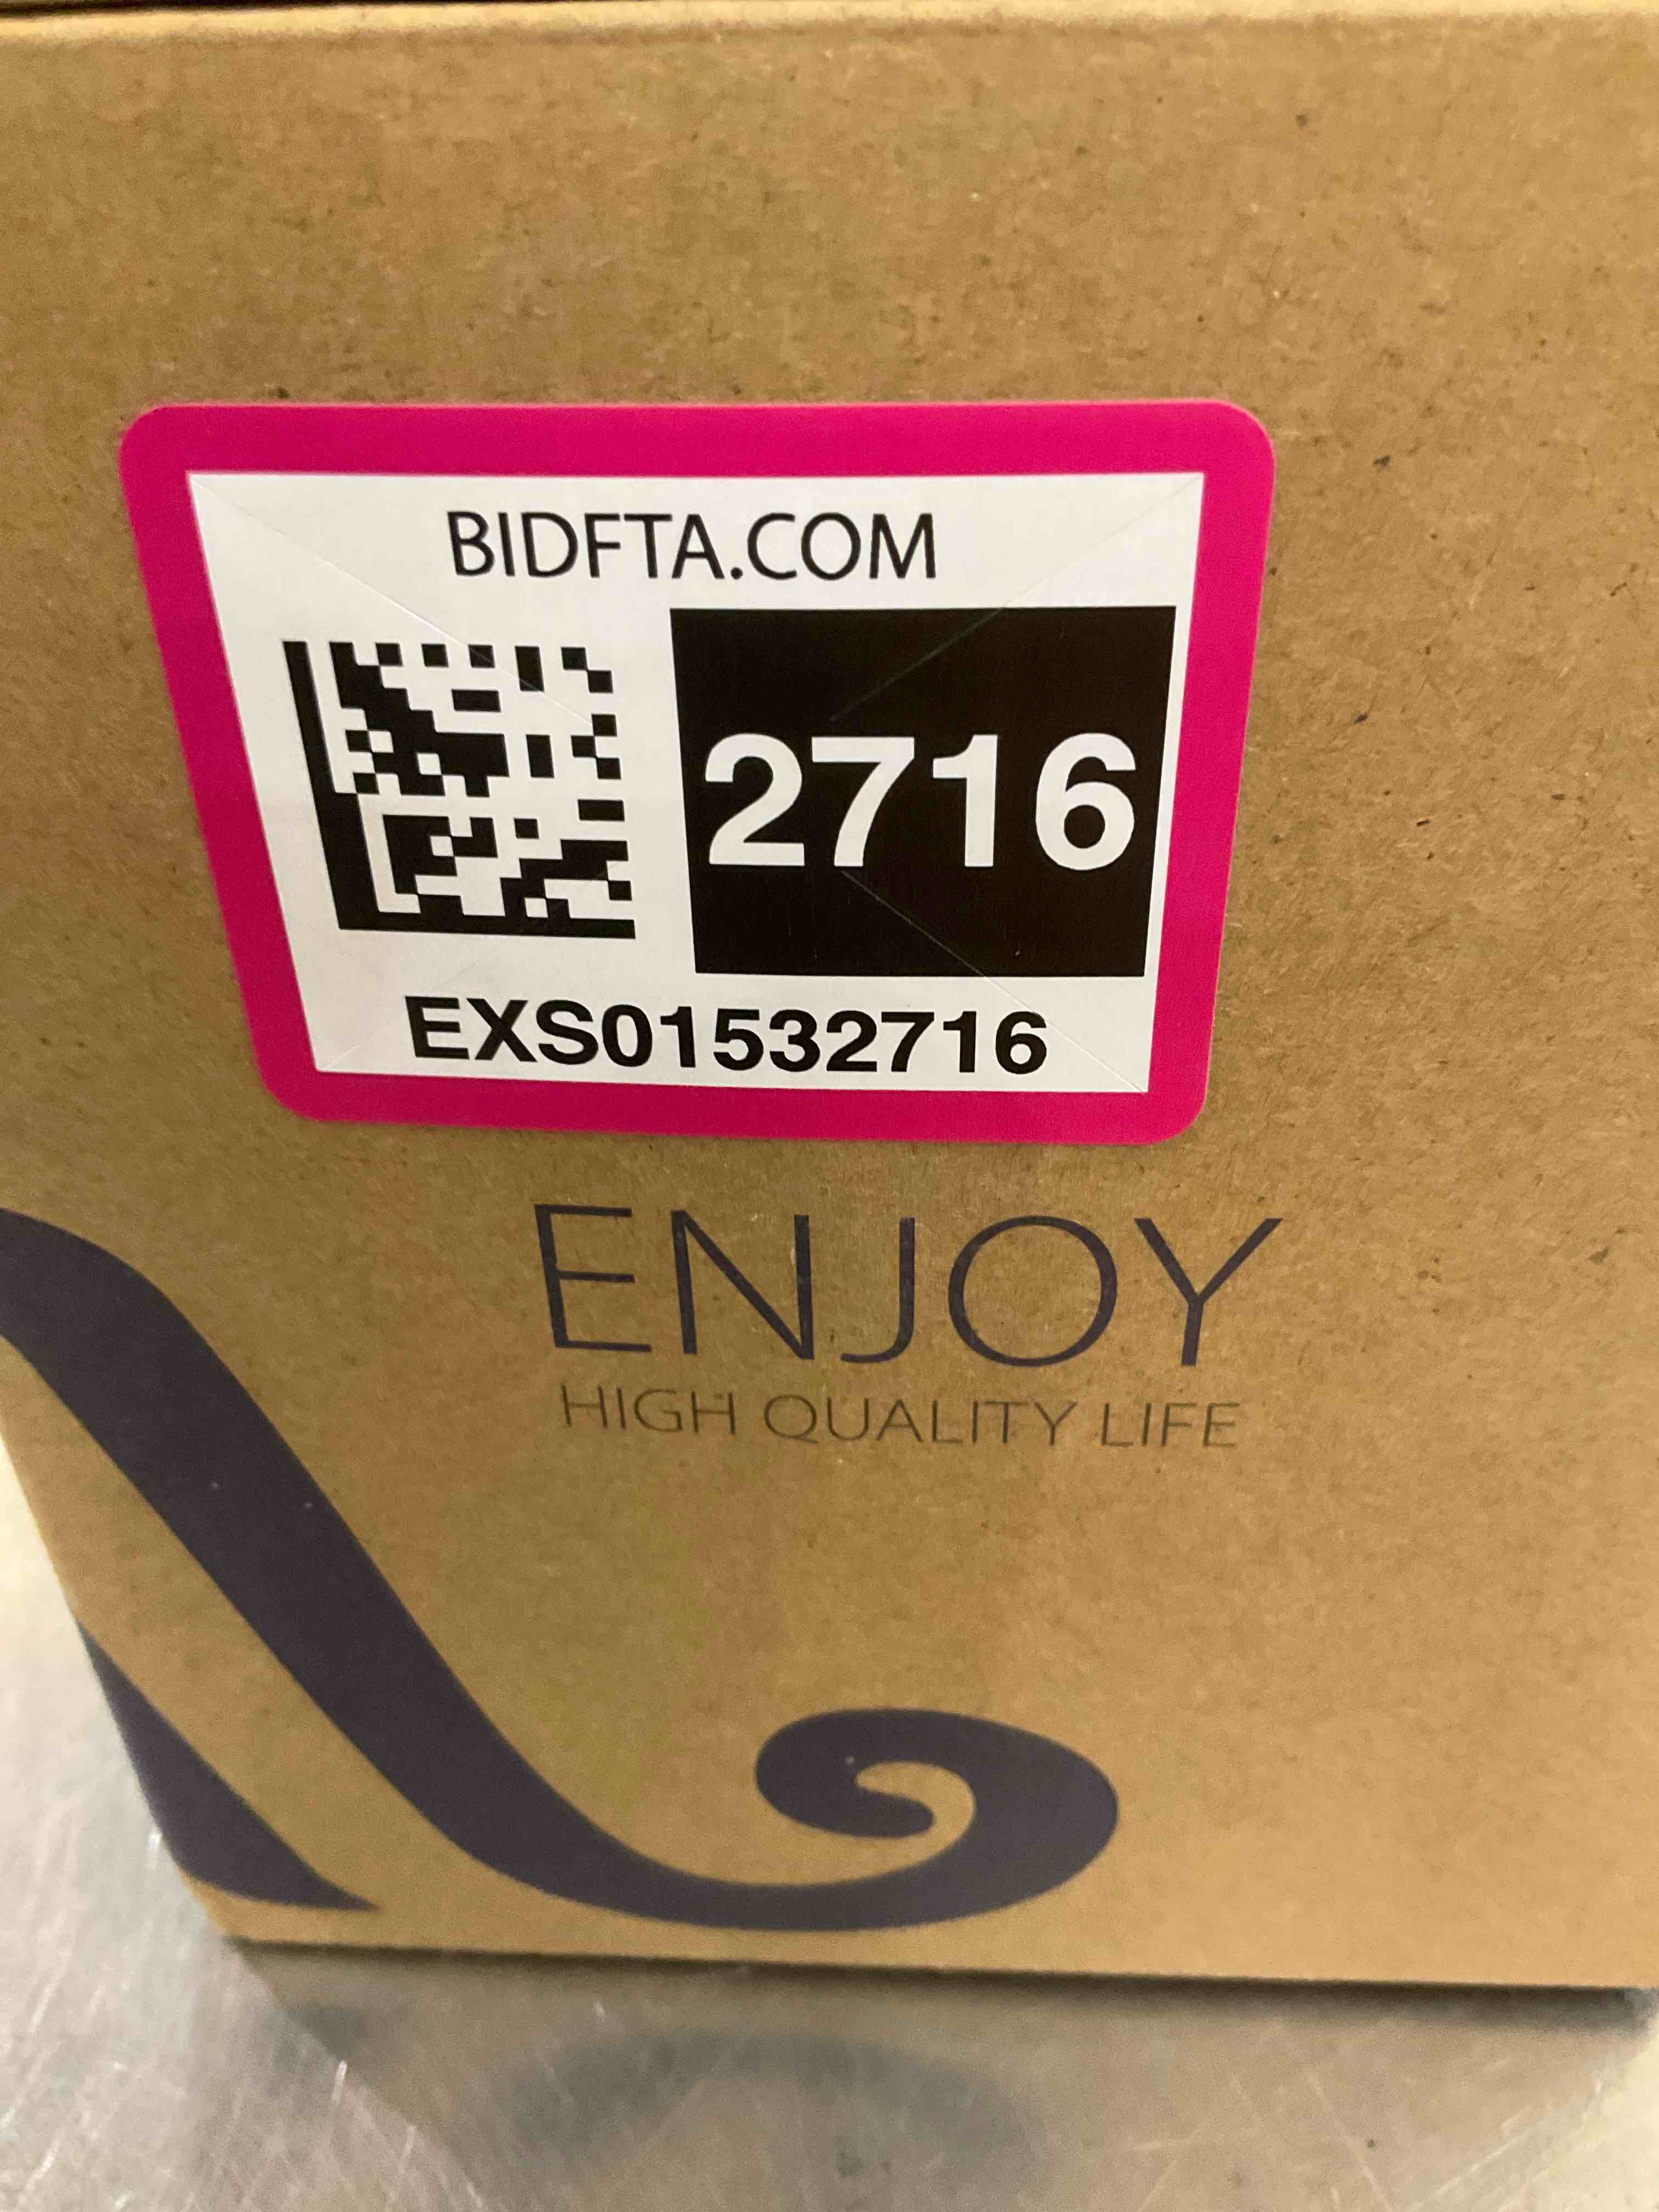 BIDFTA.COM
2716
EXS01532716
ENJOY
HIGH QUALITY LIFE